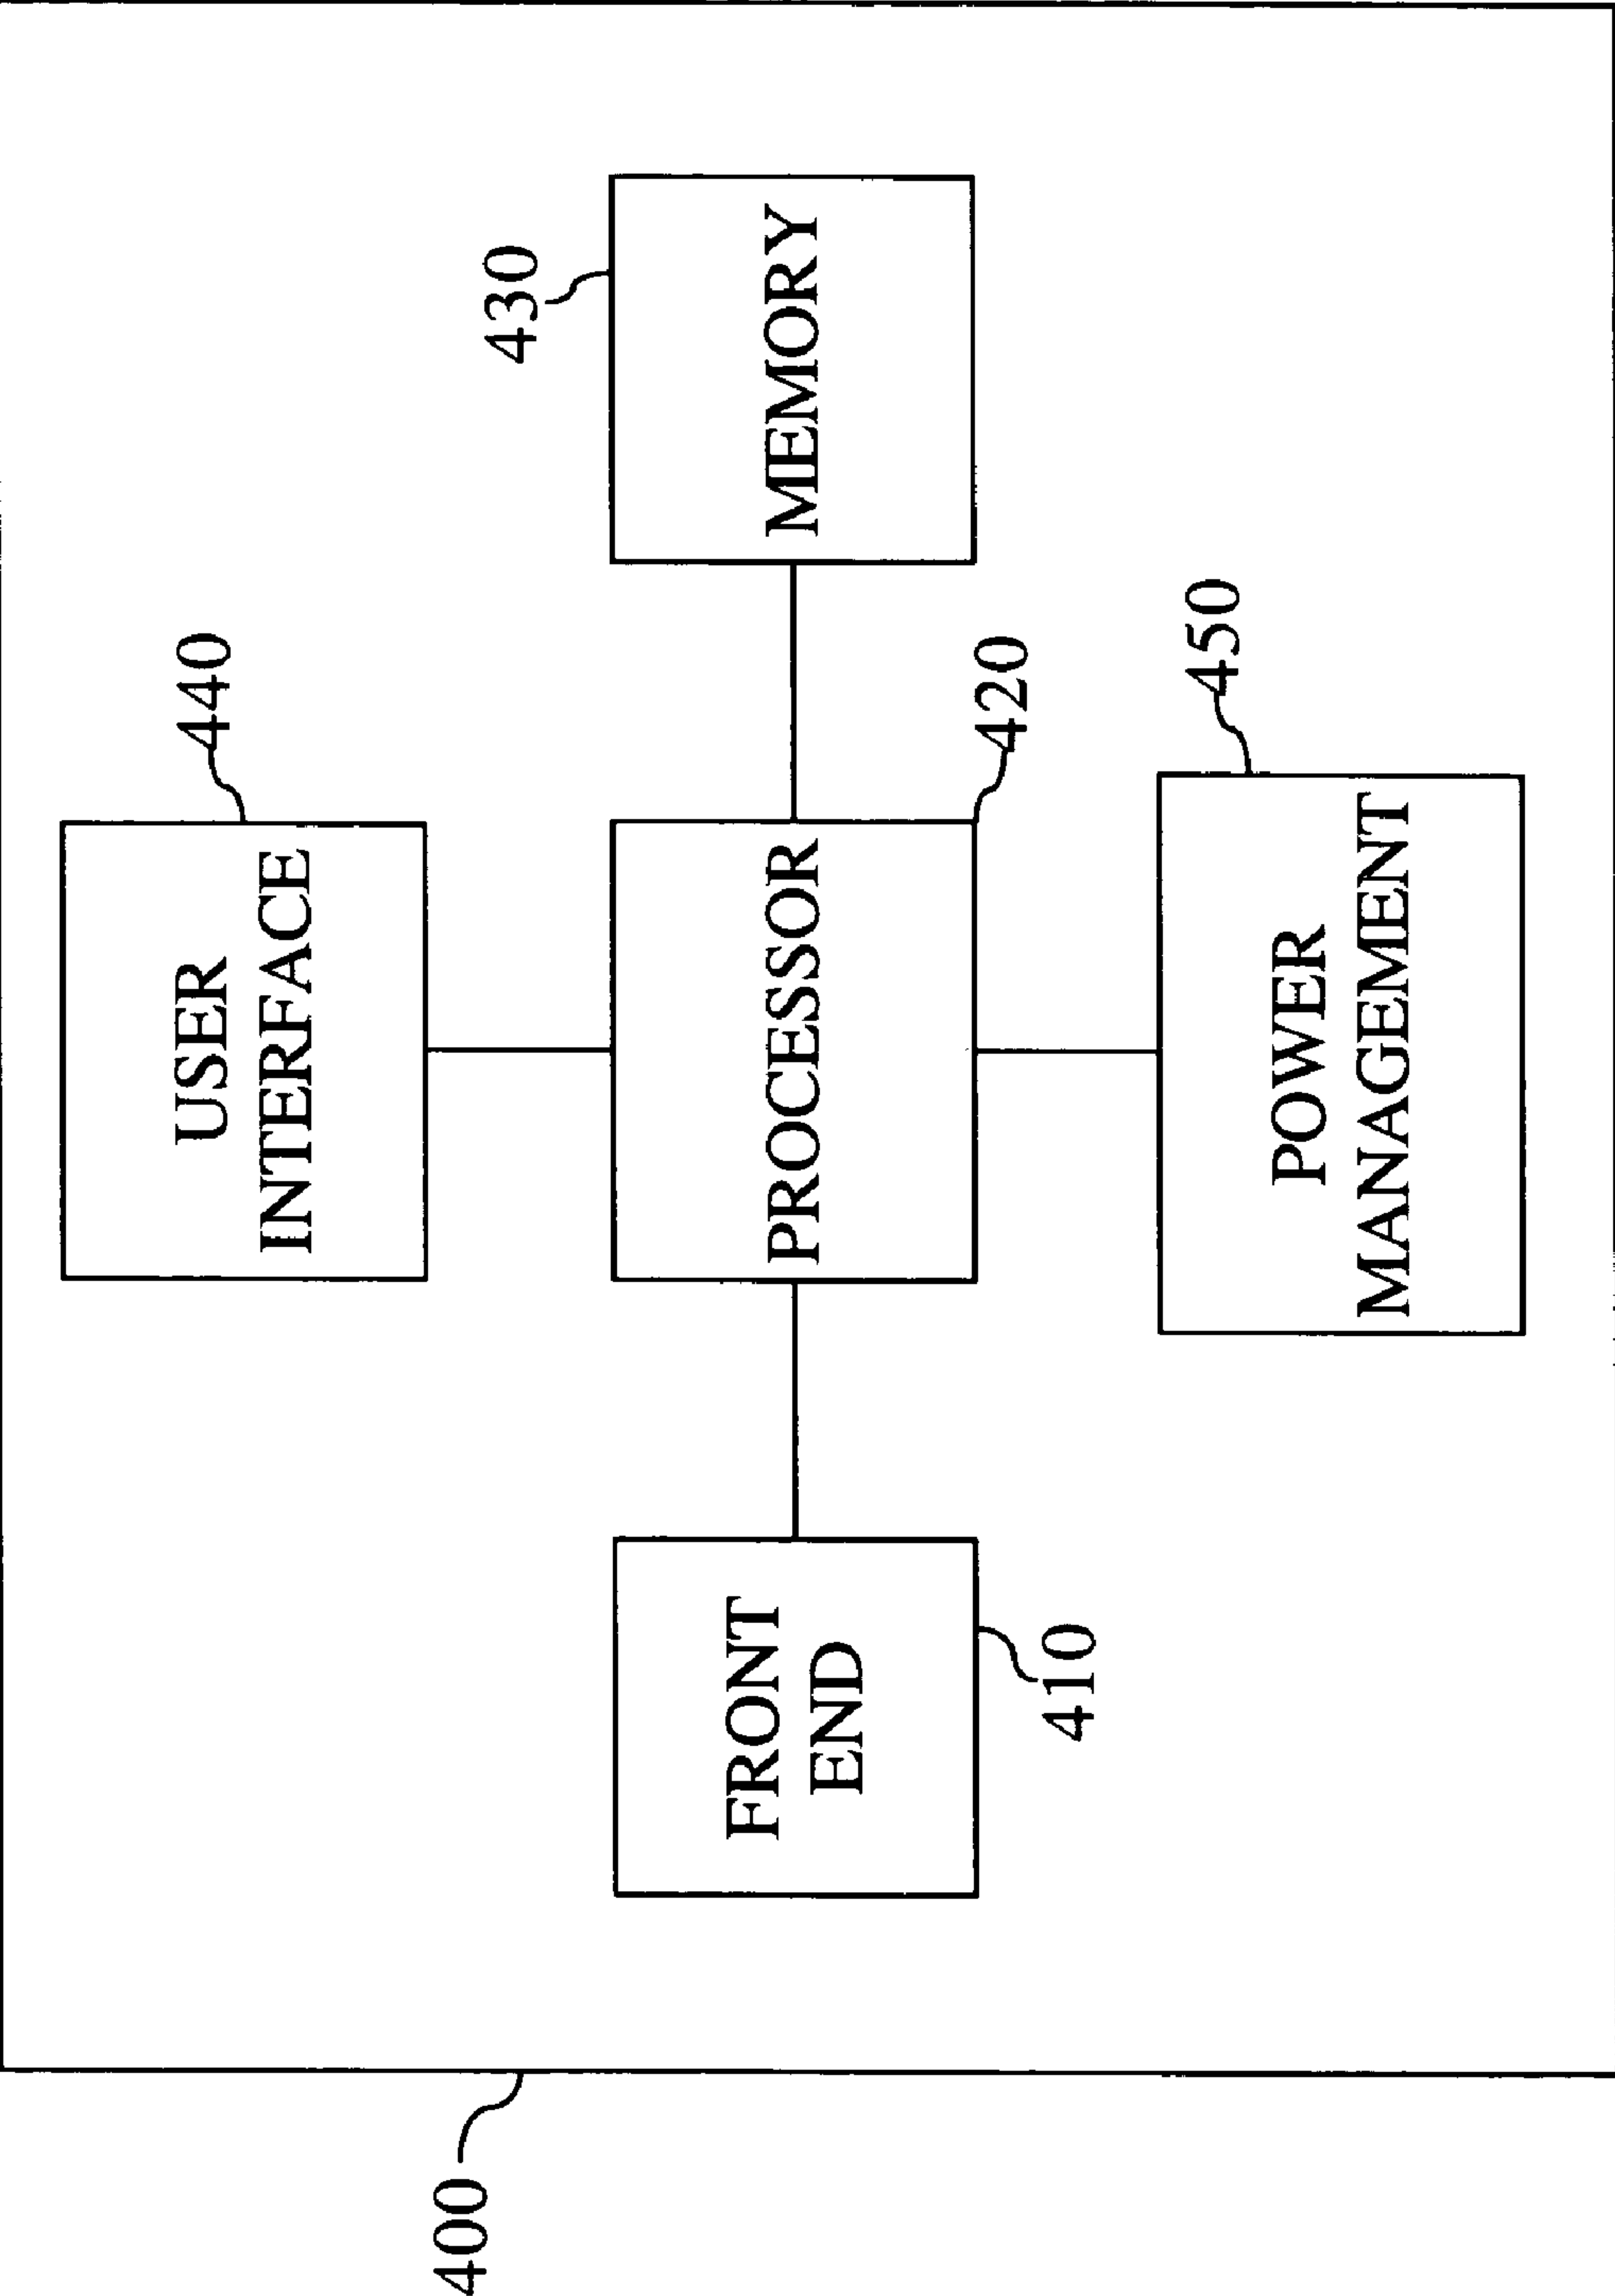 440
USER
INTERFACE
430
FRONT
END
PROCESSOR
MEMORY
410
420
450
POWER
MANAGEMENT
400